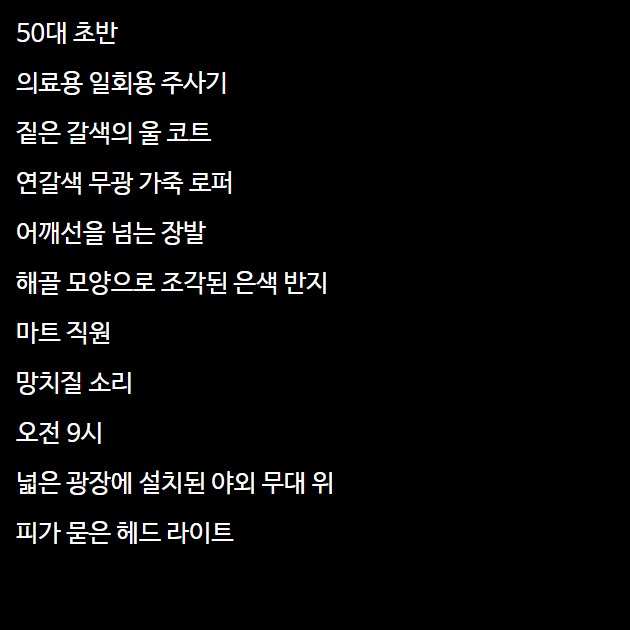 50대 초반
의료용 일회용 주사기
짙은 갈색의 울 코트
연갈색 무광 가죽 로퍼
어깨선을 넘는 장발
해골 모양으로 조각된 은색 반지
마트 직원
망치질 소리
오전 9시
넓은 광장에 설치된 야외 무대 위
피가 묻은 헤드 라이트